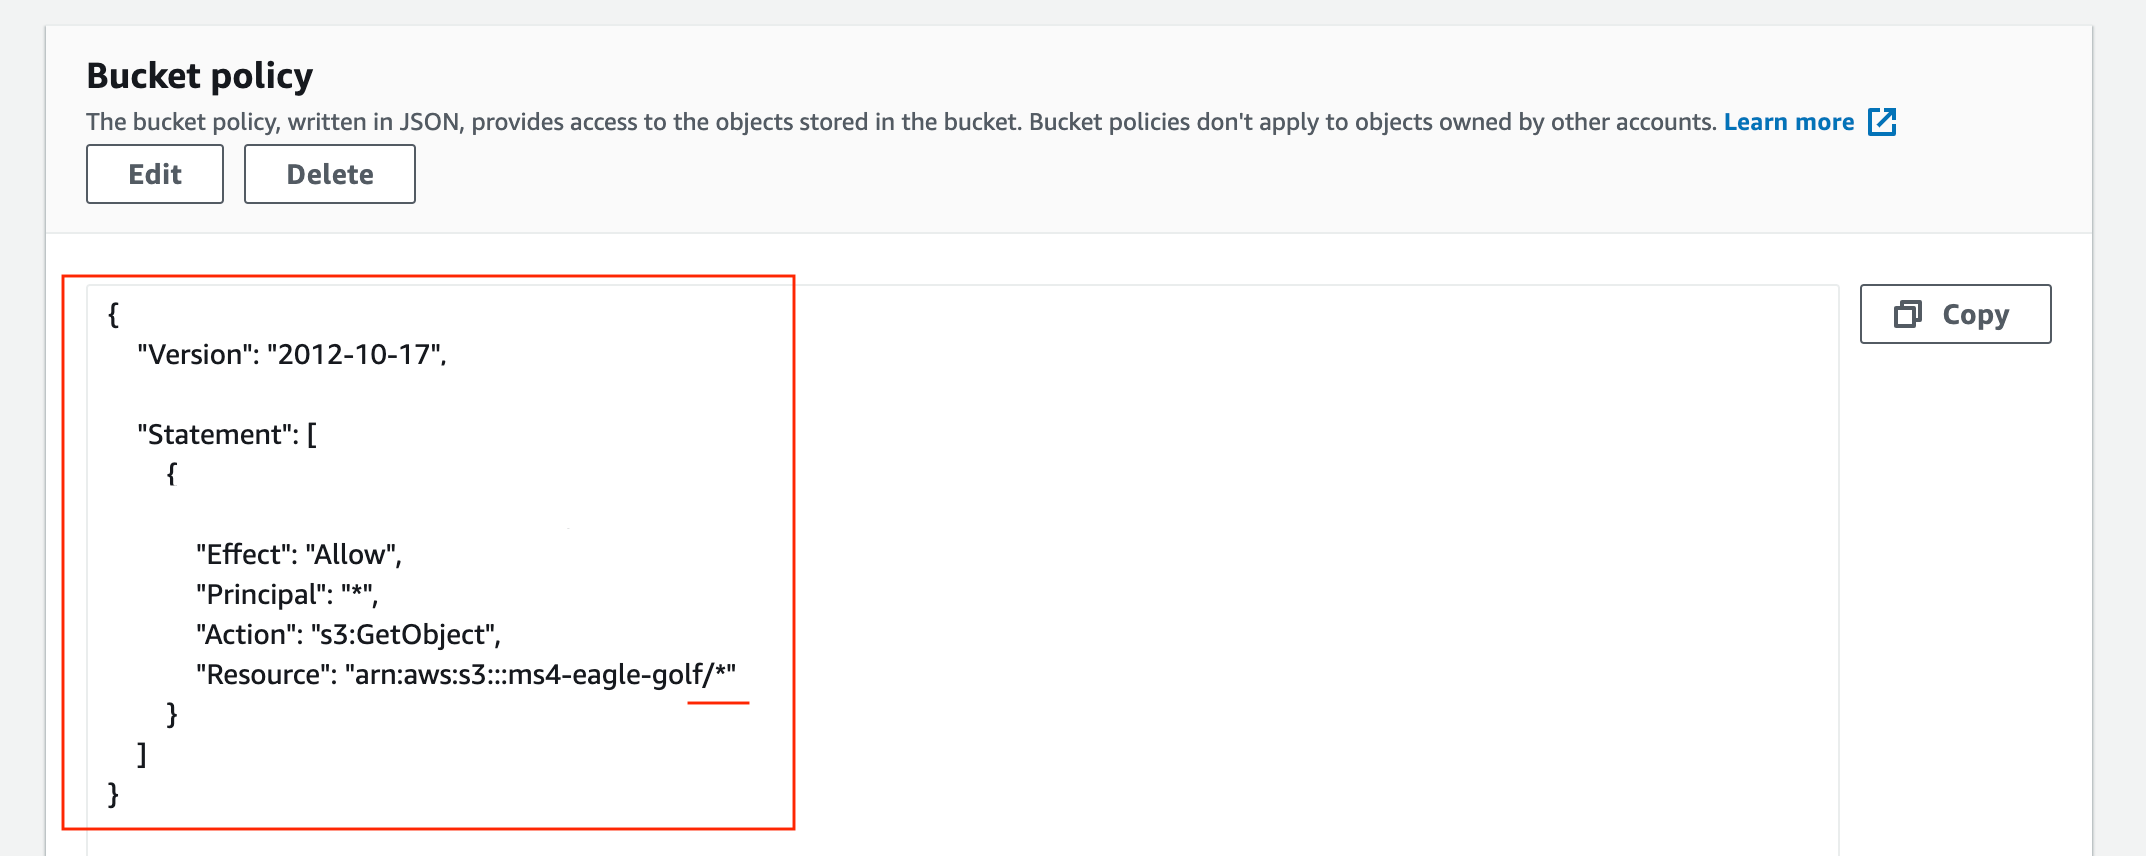 Bucket policy
The bucket policy, written in JSON, provides access to the objects stored in the bucket. Bucket policies don't apply to objects owned by other accounts. Learn more
Edit Delete
Copy
{
"Version": "2012-10-17",
"Statement": [
{
"Effect": "Allow",
"Principal": "*",
"Action": "s3:GetObject",
"Resource": "arn:aws:s3:::ms4-eagle-golf/*"
}
]
}